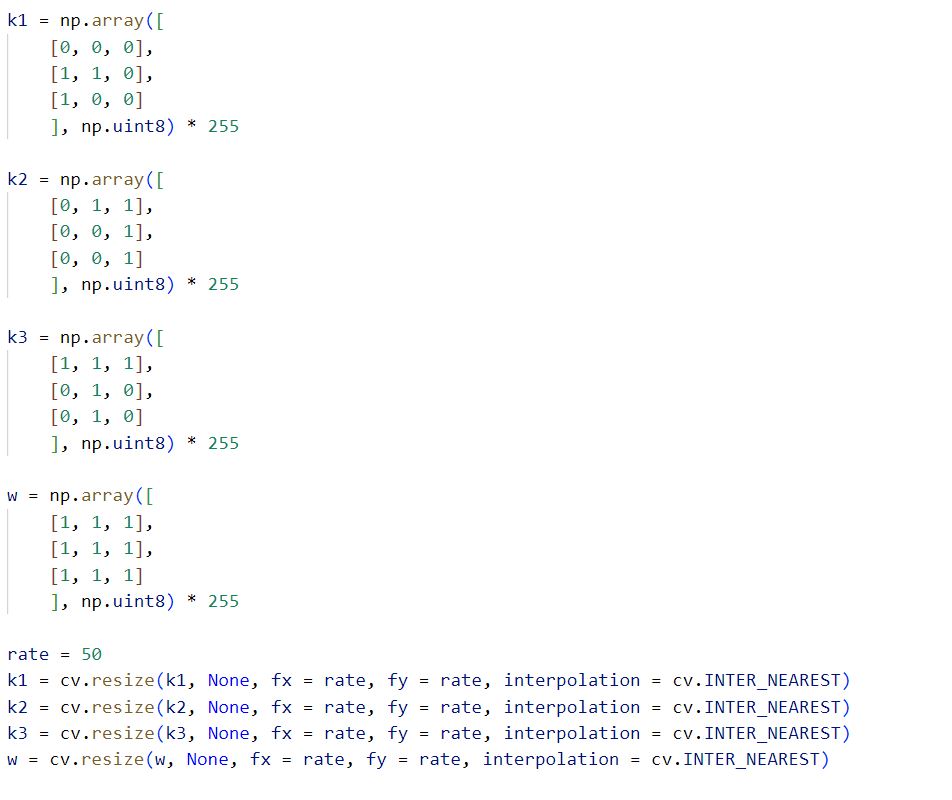 k1 = np.array([
    [0, 0, 0],
    [1, 1, 0],
    [1, 0, 0]
    ], np.uint8) * 255

k2 = np.array([
    [0, 1, 1],
    [0, 0, 1],
    [0, 0, 1]
    ], np.uint8) * 255

k3 = np.array([
    [1, 1, 1],
    [0, 1, 0],
    [0, 1, 0]
    ], np.uint8) * 255

w = np.array([
    [1, 1, 1],
    [1, 1, 1],
    [1, 1, 1]
    ], np.uint8) * 255

rate = 50
k1 = cv.resize(k1, None, fx = rate, fy = rate, interpolation = cv.INTER_NEAREST)
k2 = cv.resize(k2, None, fx = rate, fy = rate, interpolation = cv.INTER_NEAREST)
k3 = cv.resize(k3, None, fx = rate, fy = rate, interpolation = cv.INTER_NEAREST)
w = cv.resize(w, None, fx = rate, fy = rate, interpolation = cv.INTER_NEAREST)